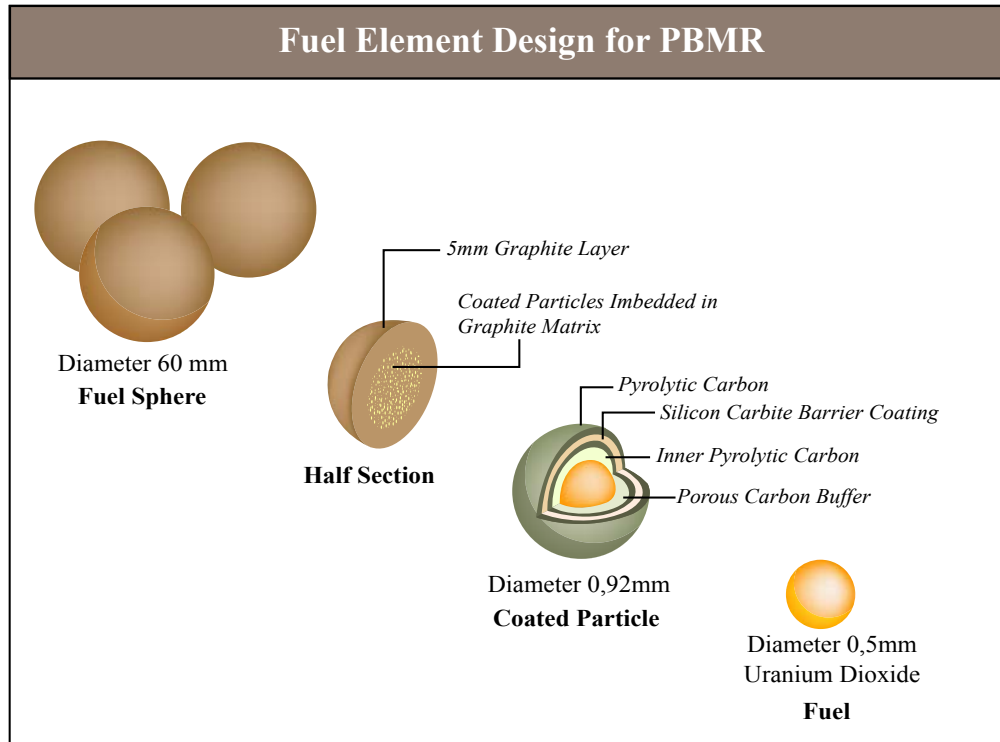 Fuel Element Design for PBMR
5mm Graphite Layer
Coated Particles Imbedded in
Graphite Matrix
Diameter 60 mm
Fuel Sphere
Half Section
Pyrolytic Carbon
Silicon Carbite Barrier Coating
Inner Pyrolytic Carbon
Porous Carbon Buffer
Diameter 0,92mm
Coated Particle
Diameter 0,5mm
Uranium Dioxide
Fuel